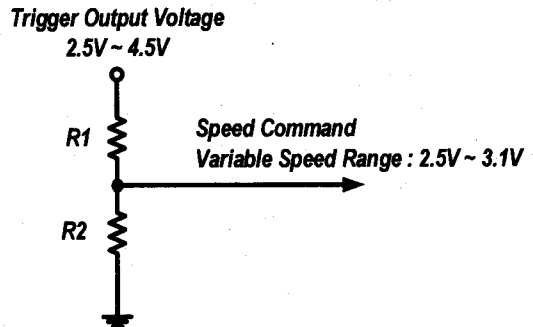 Trigger Output Voltage
2.5V ~ 4.5V
R1
Speed Command
Variable Speed Range : 2.5V ~ 3.1V
R2